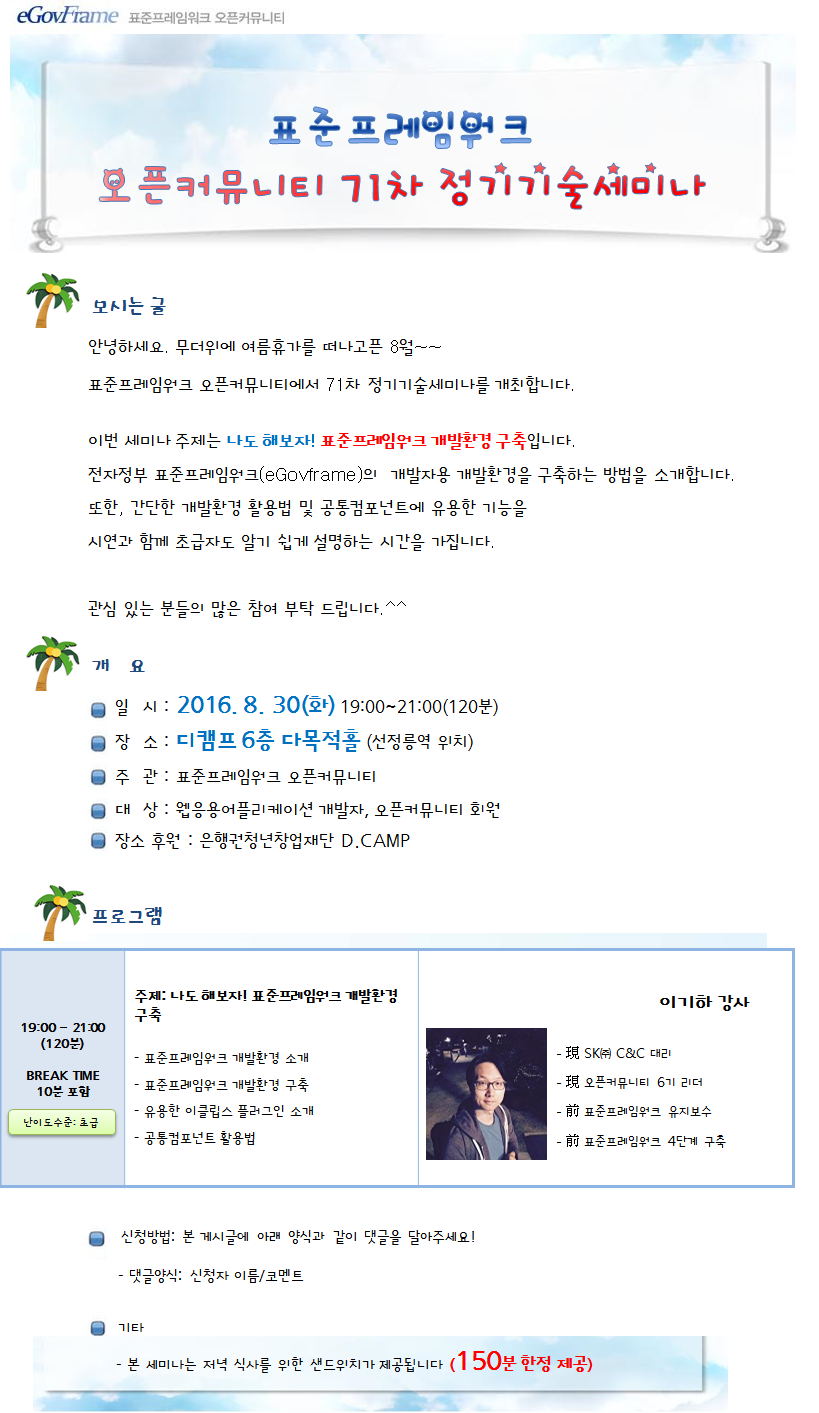 eGovFrame 표준프레임워크 오픈커뮤니티
표준프레임워크
오픈커뮤니티 71차 정기기술세미나
모시는 글
안녕하세요. 무더위에 여름휴가를 떠나고픈 8월~~
표준프레임워크 오픈커뮤니티에서 71차 정기기술세미나를 개최합니다.
이번 세미나 주제는 나도 해보자! 표준프레임워크 개발환경 구축입니다.
전자정부 표준프레임워크(eGovframe)의 개발자용 개발환경을 구축하는 방법을 소개합니다.
또한, 간단한 개발환경 활용법 및 공통컴포넌트에 유용한 기능을
시연과 함께 초급자도 알기 쉽게 설명하는 시간을 가집니다.
관심 있는 분들의 많은 참여 부탁 드립니다.^^
개 요
일 시 : 2016. 8. 30(화) 19:00~21:00(120분)
장 소 : 디캠프 6층 다목적홀 (선정릉역 위치)
주 관 : 표준프레임워크 오픈커뮤니티
대 상 : 웹응용어플리케이션 개발자, 오픈커뮤니티 회원
장소 후원 : 은행권청년창업재단 D.CAMP
프로그램
19:00 – 21:00
(120분)
BREAK TIME
10분 포함
난이도수준: 초급
주제: 나도 해보자! 표준프레임워크 개발환경
구축
- 표준프레임워크 개발환경 소개
- 표준프레임워크 개발환경 구축
- 유용한 이클립스 플러그인 소개
- 공통컴포넌트 활용법
이기하 강사
- 現 SK㈜ C&C 대리
- 現 오픈커뮤니티 6기 리더
- 前 표준프레임워크 유지보수
- 前 표준프레임워크 4단계 구축
신청방법: 본 게시글에 아래 양식과 같이 댓글을 달아주세요!
- 댓글양식: 신청자 이름/코멘트
기타
- 본 세미나는 저녁 식사를 위한 샌드위치가 제공됩니다 (150분 한정 제공)